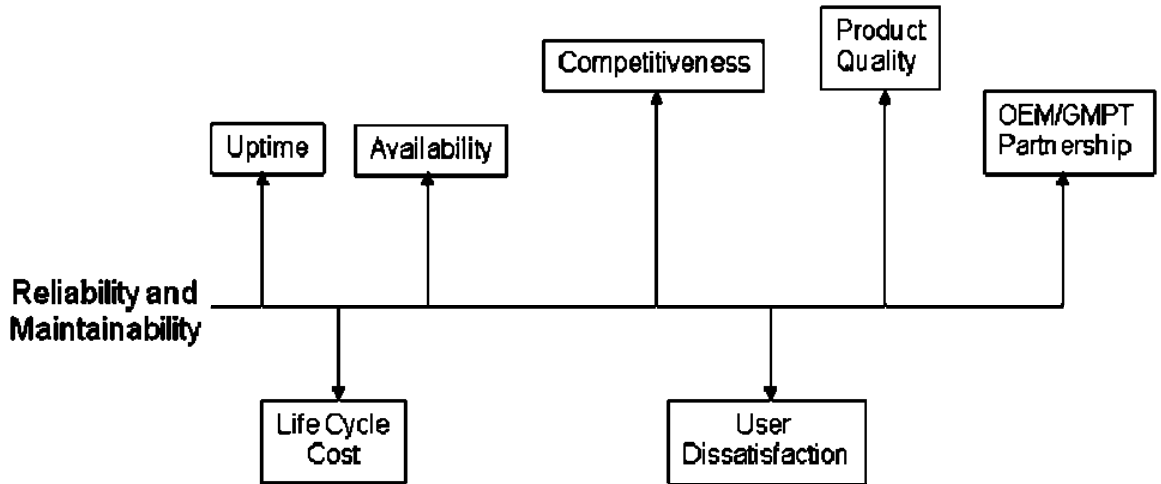 Product
Quality
Competitiveness
OEM/GMPT
Partnership
Uptime
Availability
Reliability and
Maintainability
Life Cycle
Cost
User
Dissatisfaction